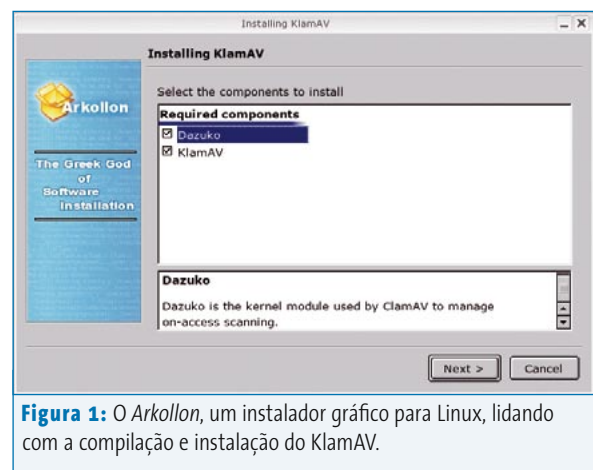 Installing KlamAV
Installing KlamAV
Arkollon
The Greek God
of
Software
Installation
Select the components to install
Required components
Dazuko
KlamAV
Dazuko
Dazuko is the kernel module used by ClamAV to manage
on-access scanning.
Next >
Cancel
Figura 1: O Arkollon, um instalador gráfico para Linux, lidando
com a compilação e instalação do KlamAV.